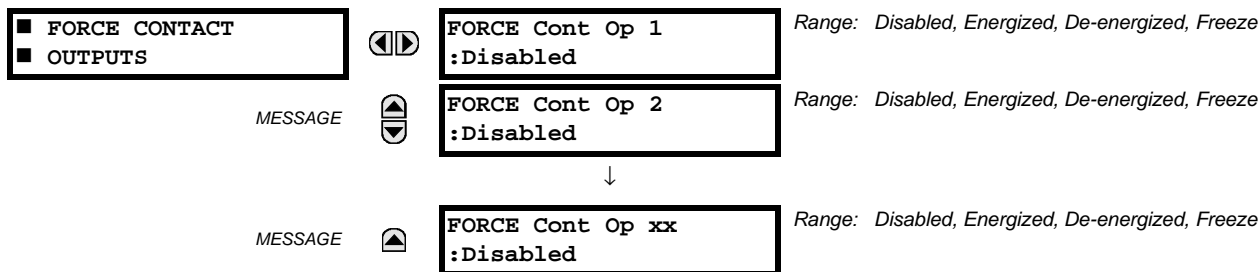 ■ FORCE CONTACT
■ OUTPUTS
FORCE Cont Op 1
:Disabled
Range: Disabled, Energized, De-energized, Freeze
MESSAGE
FORCE Cont Op 2
:Disabled
Range: Disabled, Energized, De-energized, Freeze
↓
MESSAGE
FORCE Cont Op xx
:Disabled
Range: Disabled, Energized, De-energized, Freeze